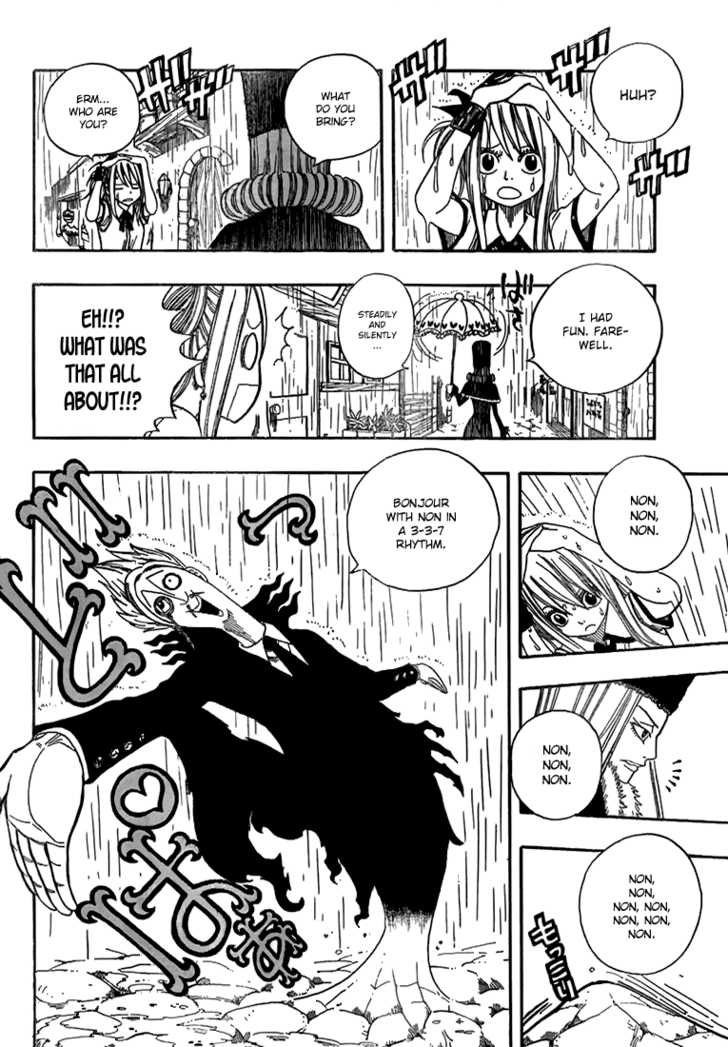 HUH?
WHAT
DO YOU
BRING?
ERM...
WHO ARE
YOU?
I HAD
FUN. FARE-
WELL.
STEADILY
AND
SILENTLY
...
EH!!?
WHAT WAS
THAT ALL
ABOUT!!?
NON,
NON,
NON.
NON,
NON,
NON.
NON,
NON,
NON, NON,
NON, NON,
NON.
BONJOUR
WITH NON IN
A 3-3-7
RHYTHM.